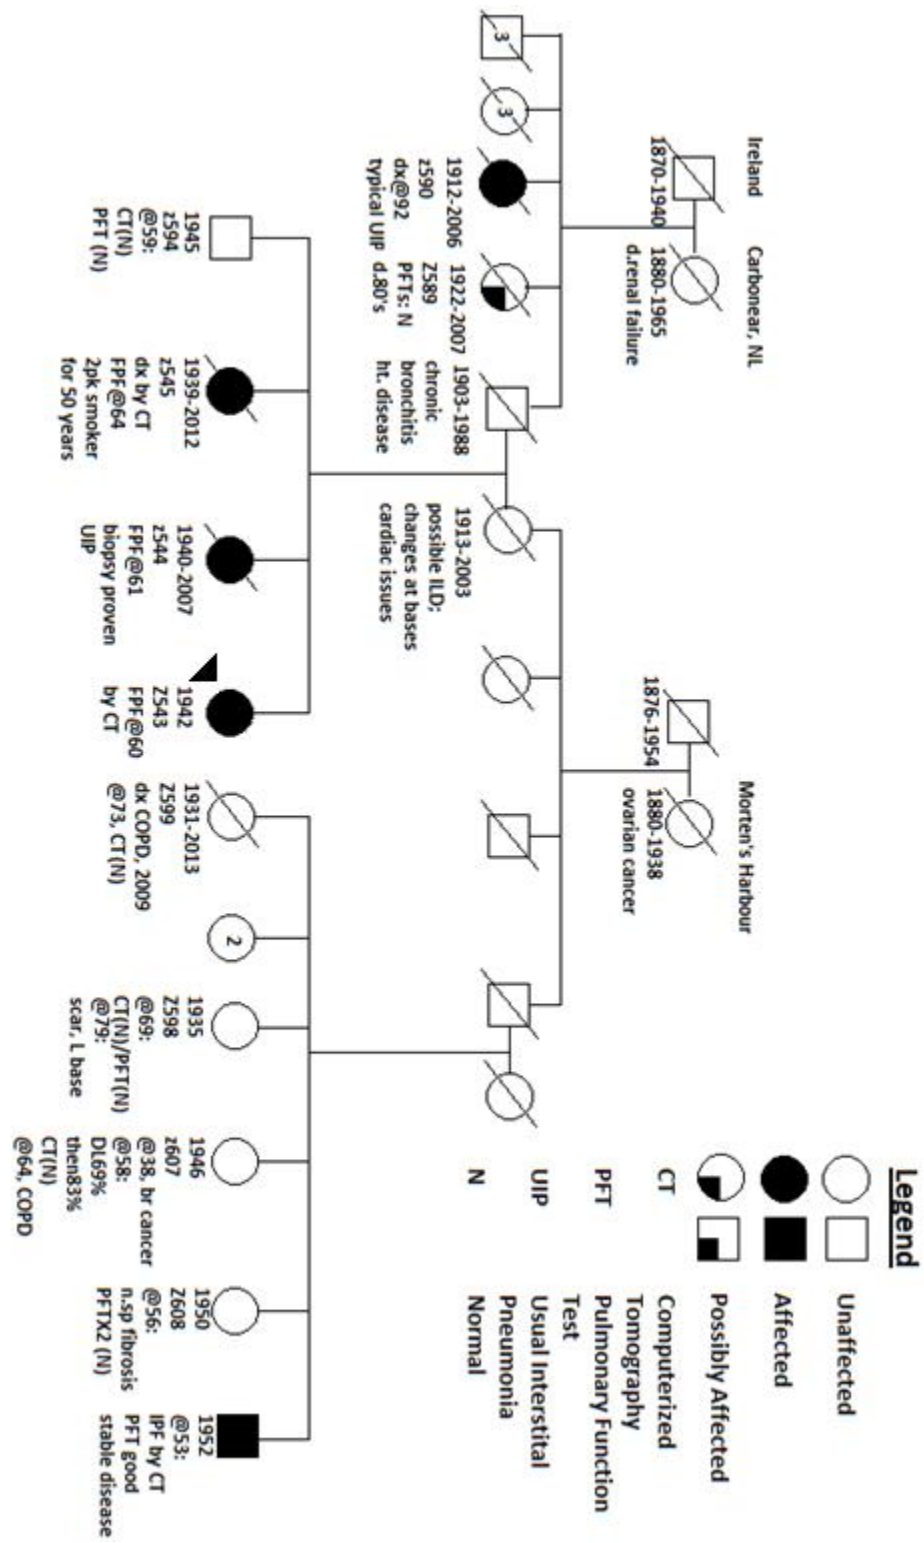 Ireland
Carbonear, NL
Morten's Harbour
1870-1940
1880-1965
d.renal failure
1876-1954
1880-1938
ovarian cancer
3
3
1912-2006
z590
dx@92
typical UIP
1922-2007
Z589
PFTs: N
d.80's
1903-1988
chronic
bronchitis
ht. disease
1913-2003
possible ILD;
changes at bases
cardiac issues
1945
z594
@59:
CT(N)
PFT (N)
1939-2012
z545
dx by CT
FPF@64
2pk smoker
for 50 years
1940-2007
z544
FPF@61
biopsy proven
UIP
1942
Z543
FPF@60
by CT
1931-2013
Z599
dx COPD, 2009
@73, CT(N)
2
1935
Z598
@69:
CT(N)/PFT(N)
@79:
scar, L base
1946
z607
@38, br cancer
@58:
DL69%
then83%
CT(N)
@64, COPD
1950
Z608
@56:
n.sp fibrosis
PFTX2 (N)
1952
@53:
IPF by CT
PFT good
stable disease
Legend
Unaffected
Affected
Possibly Affected
CT Computerized
Tomography
PFT Pulmonary Function
Test
UIP Usual Interstital
Pneumonia
N Normal